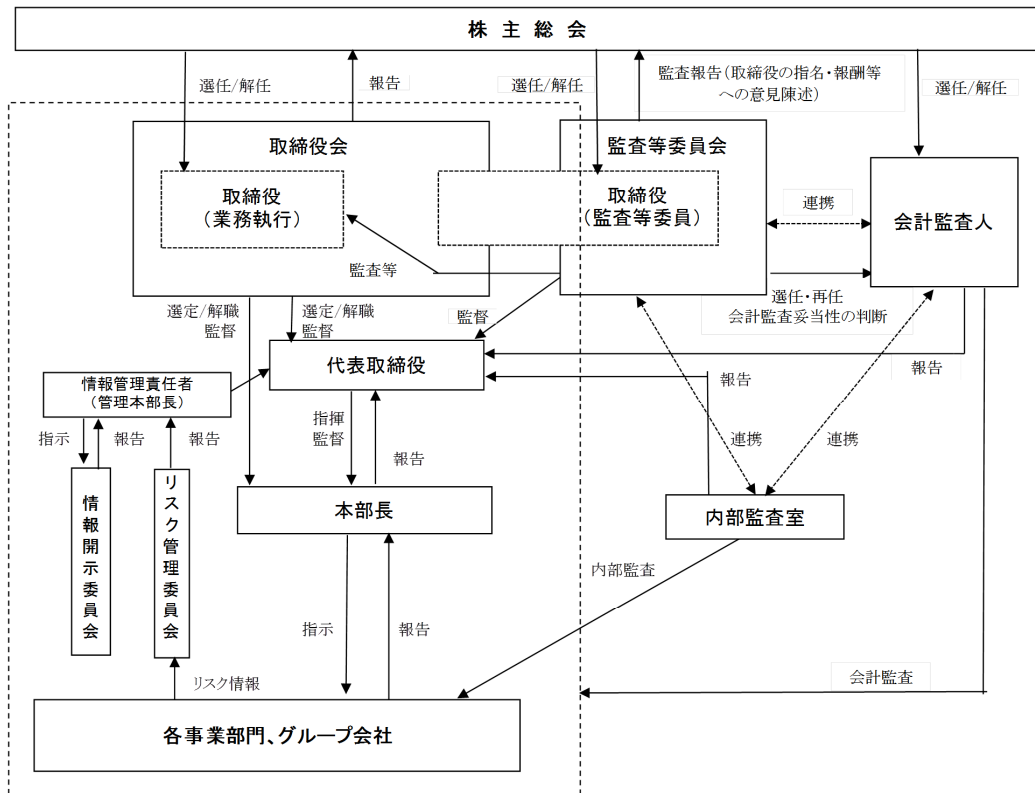 株主総会
選任/解任
報告
選任/解任
監査報告(取締役の指名・報酬等
への意見陳述)
選任/解任
取締役会
監査等委員会
取締役
(業務執行)
取締役
(監査等委員)
連携
会計監査人
監査等
選任・再任
会計監査妥当性の判断
選定/解職
監督
選定/解職
監督
監督
代表取締役
報告
報告
情報管理責任者
(管理本部長)
指示
報告
報告
指揮
監督
報告
連携
連携
情報開示委員会
リスク管理委員会
本部長
内部監査室
内部監査
指示
報告
リスク情報
会計監査
各事業部門、グループ会社